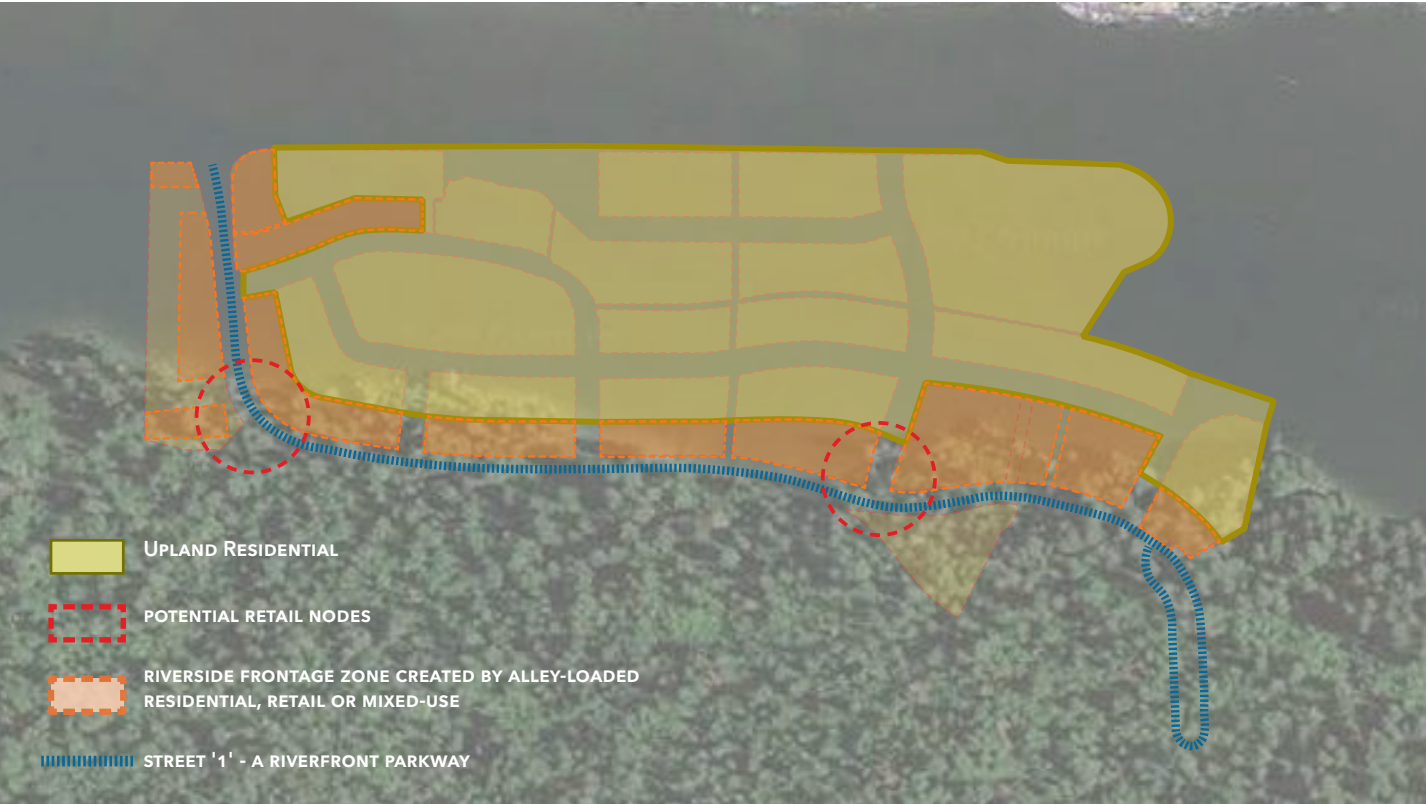 Upland Residential
POTENTIAL RETAIL NODES
RIVERSIDE FRONTAGE ZONE CREATED BY ALLEY-LOADED
RESIDENTIAL, RETAIL OR MIXED-USE
STREET '1' - A RIVERFRONT PARKWAY